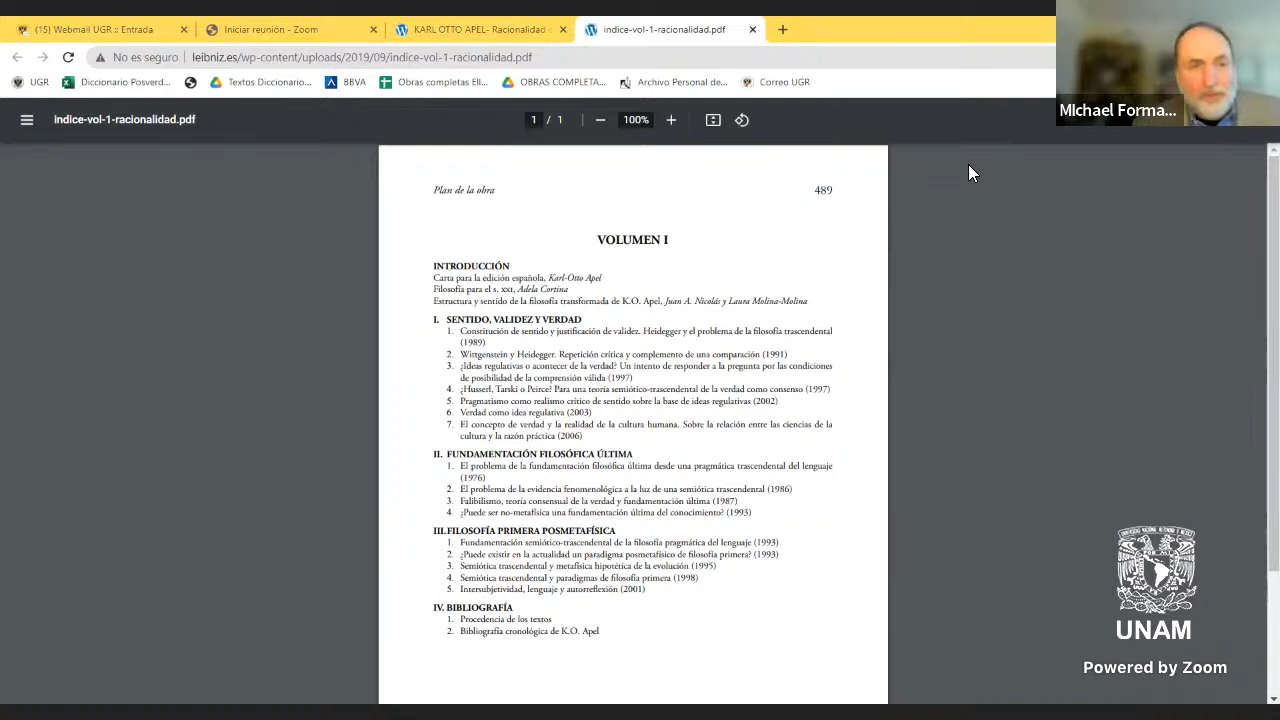 (15) Webmail UGR :: Entrada
Iniciar reunión - Zoom
KARL OTTO APEL- Racionalidad
indice-vol-1-racionalidad.pdf
No es seguro
leibniz.es/wp-content/uploads/2019/09/indice-vol-1-racionalidad.pdf
UGR
Diccionario Posverd...
Textos Diccionario...
BBVA
Obras completas Ell...
OBRAS COMPLETA...
Archivo Personal de...
Correo UGR
MIchael Forma...
indice-vol-1-racionalidad.pdf
1 / 1
100%
Plan de la obra
489
VOLUMEN I
INTRODUCCIÓN
Carta para la edición española, Karl-Otto Apel
Filosofía para el s. XXI, Adela Cortina
Estructura y sentido de la filosofía transformada de K.O. Apel, Juan A. Nicolás y Laura Molina-Molina
I. SENTIDO, VALIDEZ Y VERDAD
1. Constitución de sentido y justificación de validez. Heidegger y el problema de la filosofía trascendental
(1989)
2. Wittgenstein y Heidegger. Repetición crítica y complemento de una comparación (1991)
3. ¿Ideas regulativas o acontecer de la verdad? Un intento de responder a la pregunta por las condiciones
de posibilidad de la comprensión válida (1997)
4. ¿Husserl, Tarski o Peirce? Para una teoría semiótico-trascendental de la verdad como consenso (1997)
5. Pragmatismo como realismo crítico de sentido sobre la base de ideas regulativas (2002)
6. Verdad como idea regulativa (2003)
7. El concepto de verdad y la realidad de la cultura humana. Sobre la relación entre las ciencias de la
cultura y la razón práctica (2006)
II. FUNDAMENTACIÓN FILOSÓFICA ÚLTIMA
1. El problema de la fundamentación filosófica última desde una pragmática trascendental del lenguaje
(1976)
2. El problema de la evidencia fenomenológica a la luz de una semiótica trascendental (1986)
3. Falibilismo, teoría consensual de la verdad y fundamentación última (1987)
4. ¿Puede ser no-metafísica una fundamentación última del conocimiento? (1993)
III. FILOSOFÍA PRIMERA POSMETAFÍSICA
1. Fundamentación semiótico-trascendental de la filosofía pragmática del lenguaje (1993)
2. ¿Puede existir en la actualidad un paradigma posmetafísico de filosofía primera? (1993)
3. Semiótica trascendental y metafísica hipotética de la evolución (1995)
4. Semiótica trascendental y paradigmas de filosofía primera (1998)
5. Intersubjetividad, lenguaje y autorreflexión (2001)
IV. BIBLIOGRAFÍA
1. Procedencia de los textos
2. Bibliografía cronológica de K.O. Apel
UNAM
Powered by Zoom